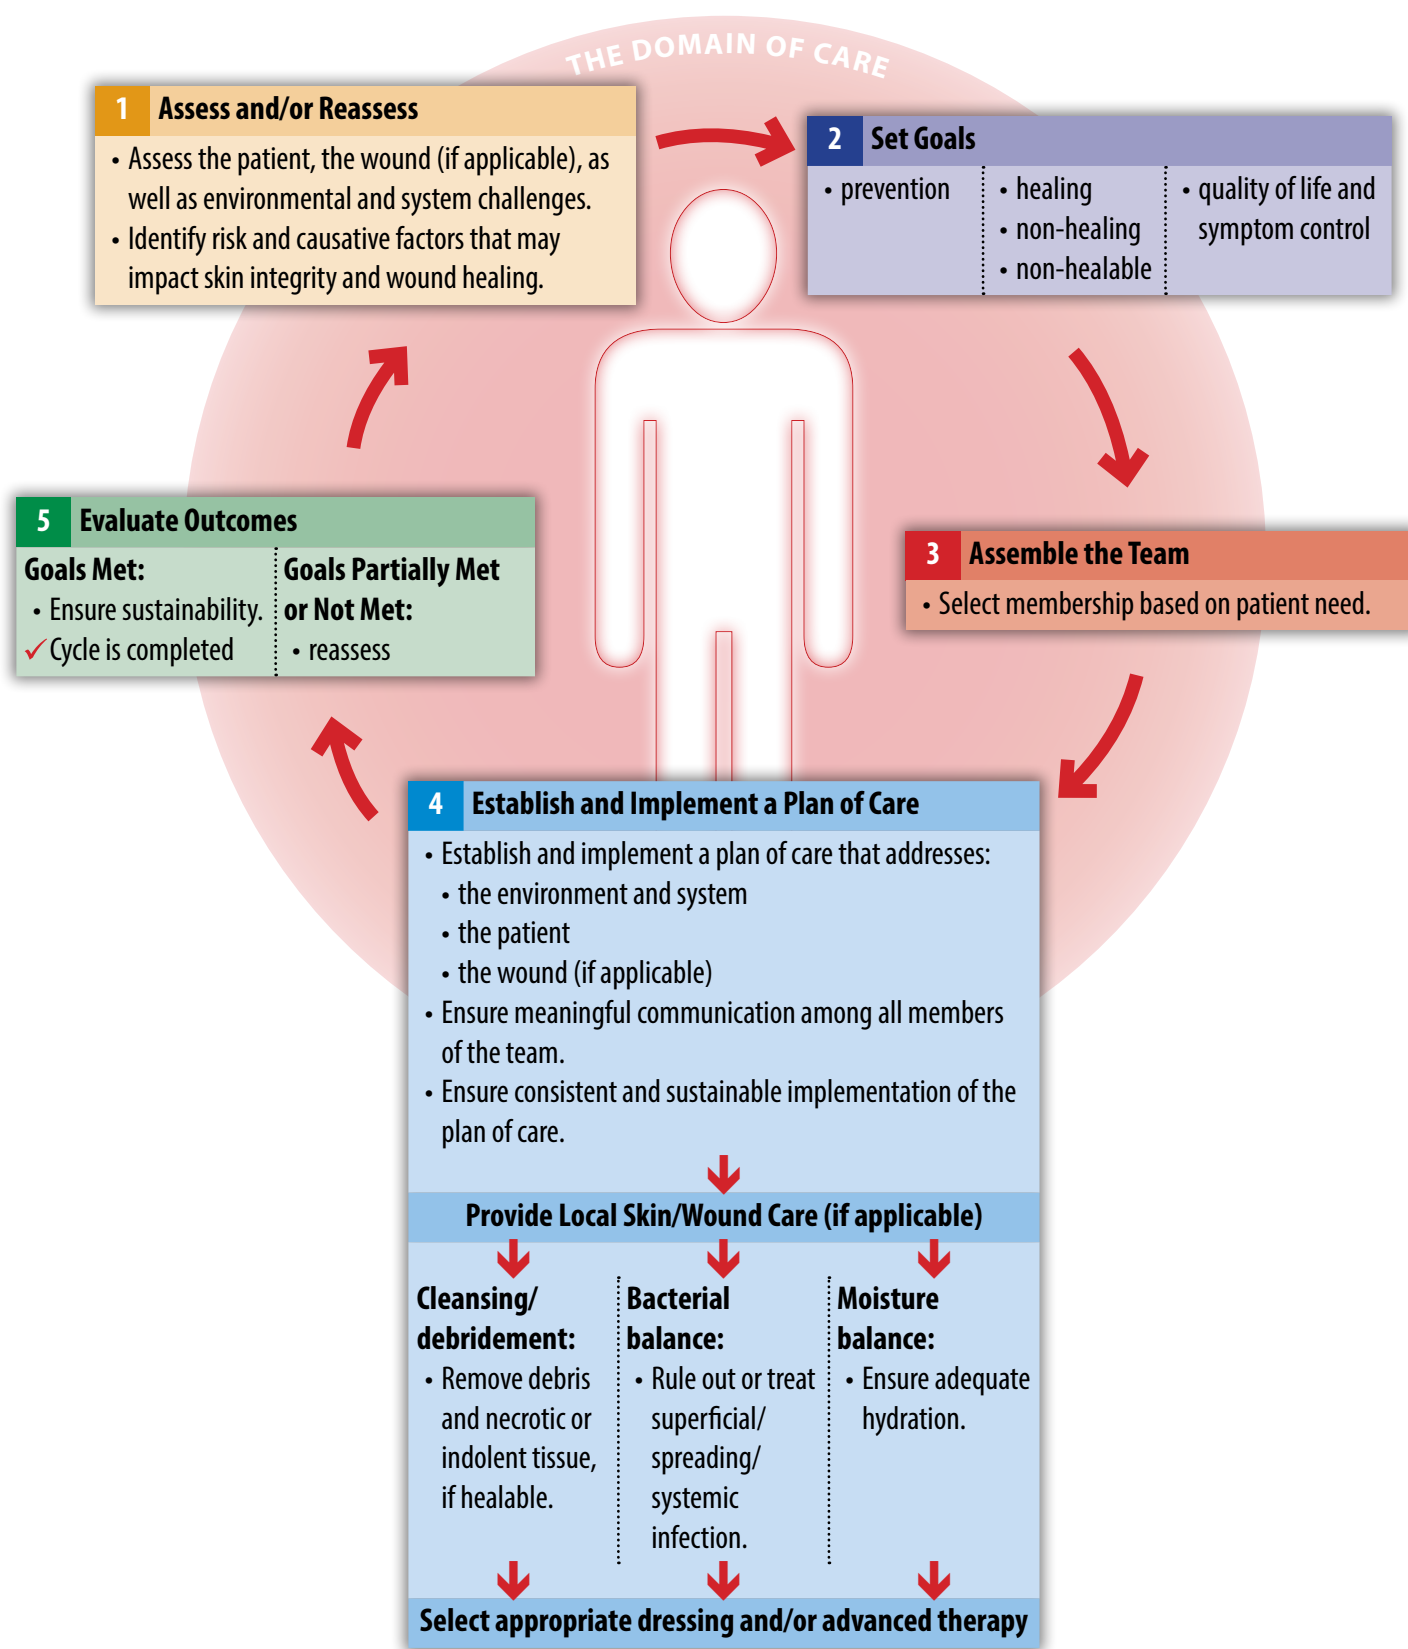 THE DOMAIN OF CARE
1 Assess and/or Reassess
• Assess the patient, the wound (if applicable), as
well as environmental and system challenges.
• Identify risk and causative factors that may
impact skin integrity and wound healing.
2 Set Goals
• prevention
• healing
• non-healing
• non-healable
• quality of life and
symptom control
3 Assemble the Team
• Select membership based on patient need.
4 Establish and Implement a Plan of Care
• Establish and implement a plan of care that addresses:
• the environment and system
• the patient
• the wound (if applicable)
• Ensure meaningful communication among all members
of the team.
• Ensure consistent and sustainable implementation of the
plan of care.
Provide Local Skin/Wound Care (if applicable)
Cleansing/
debridement:
• Remove debris
and necrotic or
indolent tissue,
if healable.
Bacterial
balance:
• Rule out or treat
superficial/
spreading/
systemic
infection.
Moisture
balance:
• Ensure adequate
hydration.
Select appropriate dressing and/or advanced therapy
5 Evaluate Outcomes
Goals Met:
• Ensure sustainability.
✓ Cycle is completed
Goals Partially Met
or Not Met:
• reassess